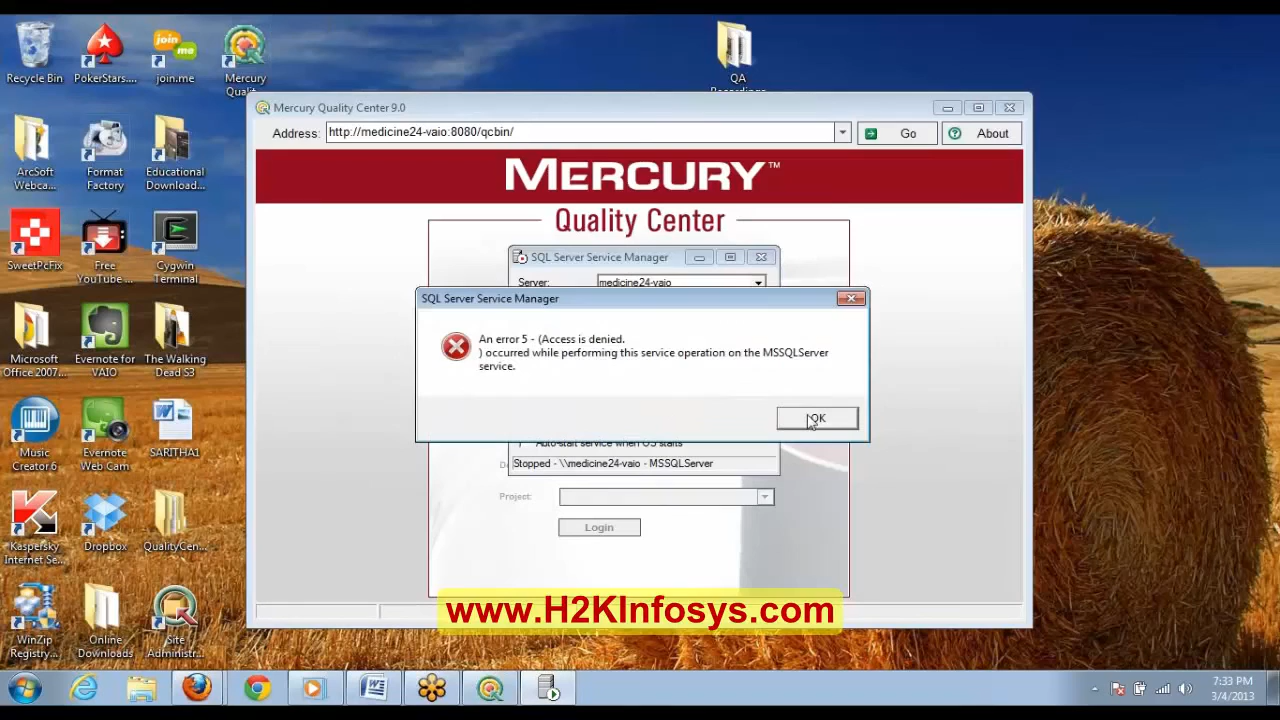 Recycle Bin
PokerStars....
join.me
Mercury
Qualit...
QA
Recordings
ArcSoft
Webca...
Format
Factory
Educational
Download...
SweetPcFix
Free
YouTube ...
Cygwin
Terminal
Microsoft
Office 2007...
Evernote for
VAIO
The Walking
Dead S3
Music
Creator 6
Evernote
Web Cam
SARITHA1
Kaspersky
Internet Se...
Dropbox
QualityCen...
WinZip
Registry...
Online
Downloads
Site
Administr...
Mercury Quality Center 9.0
Address:
http://medicine24-vaio:8080/qcbin/
Go
About
MERCURY™
Quality Center
SQL Server Service Manager
Server:
medicine24-vaio
SQL Server Service Manager
An error 5 - (Access is denied.
) occurred while performing this service operation on the MSSQLServer
service.
OK
Auto-start service when OS starts
Stopped - \\medicine24-vaio - MSSQLServer
Project:
Login
www.H2KInfosys.com
7:33 PM
3/4/2013